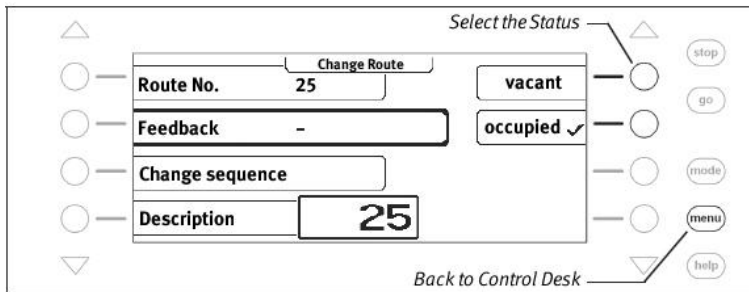 Select the Status
Change Route
Route No. 25
vacant
stop
go
Feedback –
occupied ✓
Change sequence
mode
Description 25
menu
help
Back to Control Desk